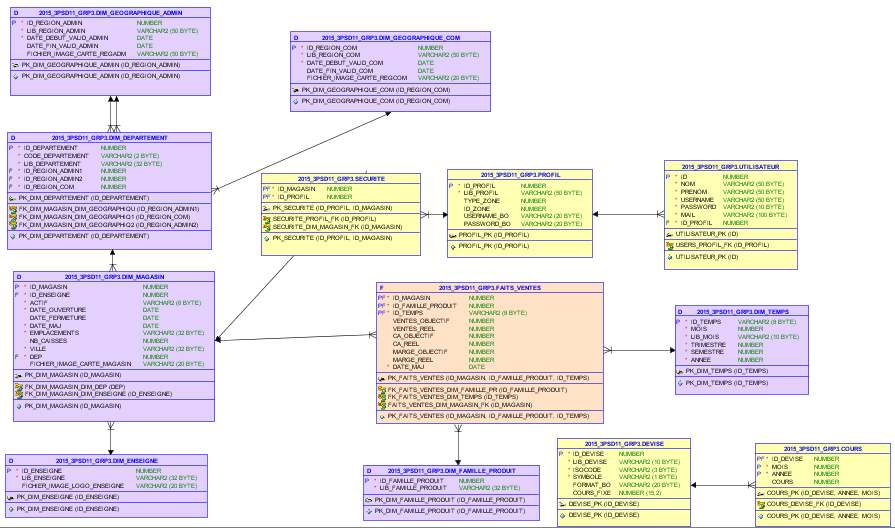 D 2015_3PSD11_GRP3.DIM_GEOGRAPHIQUE_ADMIN
P * ID_REGION_ADMIN NUMBER
* LIB_REGION_ADMIN VARCHAR2 (50 BYTE)
* DATE_DEBUT_VALID_ADMIN DATE
DATE_FIN_VALID_ADMIN DATE
FICHIER_IMAGE_CARTE_REGADM VARCHAR2 (50 BYTE)
PK_DIM_GEOGRAPHIQUE_ADMIN (ID_REGION_ADMIN)
PK_DIM_GEOGRAPHIQUE_ADMIN (ID_REGION_ADMIN)
D 2015_3PSD11_GRP3.DIM_GEOGRAPHIQUE_COM
P * ID_REGION_COM NUMBER
* LIB_REGION_COM VARCHAR2 (50 BYTE)
* DATE_DEBUT_VALID_COM DATE
DATE_FIN_VALID_COM DATE
FICHIER_IMAGE_CARTE_REGCOM VARCHAR2 (20 BYTE)
PK_DIM_GEOGRAPHIQUE_COM (ID_REGION_COM)
PK_DIM_GEOGRAPHIQUE_COM (ID_REGION_COM)
D 2015_3PSD11_GRP3.DIM_DEPARTEMENT
P * ID_DEPARTEMENT NUMBER
* CODE_DEPARTEMENT VARCHAR2 (2 BYTE)
* LIB_DEPARTEMENT VARCHAR2 (32 BYTE)
F * ID_REGION_ADMIN1 NUMBER
F * ID_REGION_ADMIN2 NUMBER
F * ID_REGION_COM NUMBER
PK_DIM_DEPARTEMENT (ID_DEPARTEMENT)
FK_DIM_MAGASIN_DIM_GEOGRAPHIQU (ID_REGION_ADMIN1)
FK_DIM_MAGASIN_DIM_GEOGRAPHIQ1 (ID_REGION_COM)
FK_DIM_MAGASIN_DIM_GEOGRAPHIQ2 (ID_REGION_ADMIN2)
PK_DIM_DEPARTEMENT (ID_DEPARTEMENT)
2015_3PSD11_GRP3.SECURITE
PF * ID_MAGASIN NUMBER
PF * ID_PROFIL NUMBER
PK_SECURITE (ID_PROFIL, ID_MAGASIN)
SECURITE_PROFIL_FK (ID_PROFIL)
SECURITE_DIM_MAGASIN_FK (ID_MAGASIN)
PK_SECURITE (ID_PROFIL, ID_MAGASIN)
2015_3PSD11_GRP3.PROFIL
P * ID_PROFIL NUMBER
* LIB_PROFIL VARCHAR2 (50 BYTE)
TYPE_ZONE NUMBER
ID_ZONE NUMBER
USERNAME_BO VARCHAR2 (20 BYTE)
PASSWORD_BO VARCHAR2 (20 BYTE)
PROFIL_PK (ID_PROFIL)
PROFIL_PK (ID_PROFIL)
2015_3PSD11_GRP3.UTILISATEUR
P * ID NUMBER
* NOM VARCHAR2 (50 BYTE)
* PRENOM VARCHAR2 (50 BYTE)
* USERNAME VARCHAR2 (50 BYTE)
* PASSWORD VARCHAR2 (10 BYTE)
* MAIL VARCHAR2 (100 BYTE)
F * ID_PROFIL NUMBER
UTILISATEUR_PK (ID)
USERS_PROFIL_FK (ID_PROFIL)
UTILISATEUR_PK (ID)
D 2015_3PSD11_GRP3.DIM_MAGASIN
P * ID_MAGASIN NUMBER
F * ID_ENSEIGNE NUMBER
* ACTIF VARCHAR2 (6 BYTE)
* DATE_OUVERTURE DATE
DATE_FERMETURE DATE
* DATE_MAJ DATE
* EMPLACEMENTS VARCHAR2 (32 BYTE)
NB_CAISSES NUMBER
* VILLE VARCHAR2 (32 BYTE)
F * DEP NUMBER
FICHIER_IMAGE_CARTE_MAGASIN VARCHAR2 (20 BYTE)
PK_DIM_MAGASIN (ID_MAGASIN)
FK_DIM_MAGASIN_DIM_DEP (DEP)
FK_DIM_MAGASIN_DIM_ENSEIGNE (ID_ENSEIGNE)
PK_DIM_MAGASIN (ID_MAGASIN)
F 2015_3PSD11_GRP3.FAITS_VENTES
PF * ID_MAGASIN NUMBER
PF * ID_FAMILLE_PRODUIT NUMBER
PF * ID_TEMPS VARCHAR2 (8 BYTE)
VENTES_OBJECTIF NUMBER
VENTES_REEL NUMBER
CA_OBJECTIF NUMBER
CA_REEL NUMBER
MARGE_OBJECTIF NUMBER
MARGE_REEL NUMBER
* DATE_MAJ DATE
PK_FAITS_VENTES (ID_MAGASIN, ID_FAMILLE_PRODUIT, ID_TEMPS)
FK_FAITS_VENTES_DIM_FAMILLE_PR (ID_FAMILLE_PRODUIT)
FK_FAITS_VENTES_DIM_TEMPS (ID_TEMPS)
FAITS_VENTES_DIM_MAGASIN_FK (ID_MAGASIN)
PK_FAITS_VENTES (ID_MAGASIN, ID_FAMILLE_PRODUIT, ID_TEMPS)
D 2015_3PSD11_GRP3.DIM_TEMPS
P * ID_TEMPS VARCHAR2 (8 BYTE)
* MOIS NUMBER
* LIB_MOIS VARCHAR2 (10 BYTE)
* TRIMESTRE NUMBER
* SEMESTRE NUMBER
* ANNEE NUMBER
PK_DIM_TEMPS (ID_TEMPS)
PK_DIM_TEMPS (ID_TEMPS)
D 2015_3PSD11_GRP3.DIM_ENSEIGNE
P * ID_ENSEIGNE NUMBER
* LIB_ENSEIGNE VARCHAR2 (32 BYTE)
FICHIER_IMAGE_LOGO_ENSEIGNE VARCHAR2 (20 BYTE)
PK_DIM_ENSEIGNE (ID_ENSEIGNE)
PK_DIM_ENSEIGNE (ID_ENSEIGNE)
D 2015_3PSD11_GRP3.DIM_FAMILLE_PRODUIT
P * ID_FAMILLE_PRODUIT NUMBER
* LIB_FAMILLE_PRODUIT VARCHAR2 (32 BYTE)
PK_DIM_FAMILLE_PRODUIT (ID_FAMILLE_PRODUIT)
PK_DIM_FAMILLE_PRODUIT (ID_FAMILLE_PRODUIT)
2015_3PSD11_GRP3.DEVISE
P * ID_DEVISE NUMBER
* LIB_DEVISE VARCHAR2 (10 BYTE)
* ISOCODE VARCHAR2 (3 BYTE)
* SYMBOLE VARCHAR2 (1 BYTE)
FORMAT_BO VARCHAR2 (20 BYTE)
COURS_FIXE NUMBER (15,2)
DEVISE_PK (ID_DEVISE)
DEVISE_PK (ID_DEVISE)
2015_3PSD11_GRP3.COURS
PF * ID_DEVISE NUMBER
P * MOIS NUMBER
P * ANNEE NUMBER
COURS NUMBER
COURS_PK (ID_DEVISE, ANNEE, MOIS)
COURS_DEVISE_FK (ID_DEVISE)
COURS_PK (ID_DEVISE, ANNEE, MOIS)